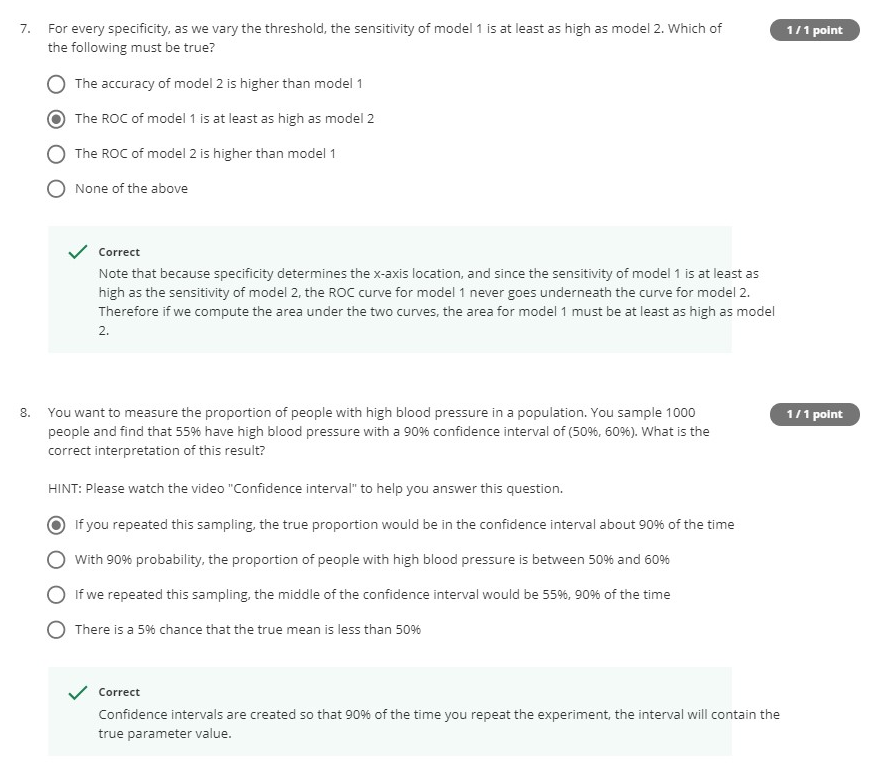 7. For every specificity, as we vary the threshold, the sensitivity of model 1 is at least as high as model 2. Which of
1 / 1 point
the following must be true?
The accuracy of model 2 is higher than model 1
The ROC of model 1 is at least as high as model 2
The ROC of model 2 is higher than model 1
None of the above
Correct
Note that because specificity determines the x-axis location, and since the sensitivity of model 1 is at least as
high as the sensitivity of model 2, the ROC curve for model 1 never goes underneath the curve for model 2.
Therefore if we compute the area under the two curves, the area for model 1 must be at least as high as model
2.
8. You want to measure the proportion of people with high blood pressure in a population. You sample 1000
1 / 1 point
people and find that 55% have high blood pressure with a 90% confidence interval of (50%, 60%). What is the
correct interpretation of this result?
HINT: Please watch the video "Confidence interval" to help you answer this question.
If you repeated this sampling, the true proportion would be in the confidence interval about 90% of the time
With 90% probability, the proportion of people with high blood pressure is between 50% and 60%
If we repeated this sampling, the middle of the confidence interval would be 55%, 90% of the time
There is a 5% chance that the true mean is less than 50%
Correct
Confidence intervals are created so that 90% of the time you repeat the experiment, the interval will contain the
true parameter value.